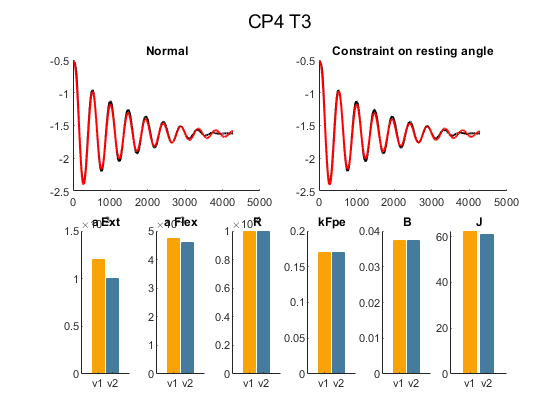 CP4 T3
Normal Constraint on resting angle
-0.5 -0.5
-1 -1
-1.5 -1.5
-2 -2
-2.5 -2.5
0 1000 2000 3000 4000 5000 0 1000 2000 3000 4000 5000
a Ext a Flex R kFpe B J
1.5 5 1 0.2 0.04 60
4 0.8 0.15 0.03
1 3 0.6 0.1 0.02 40
0.5 2 0.4 0.05 0.01 20
1 0.2
0 0 0 0 0 0
v1 v2 v1 v2 v1 v2 v1 v2 v1 v2 v1 v2